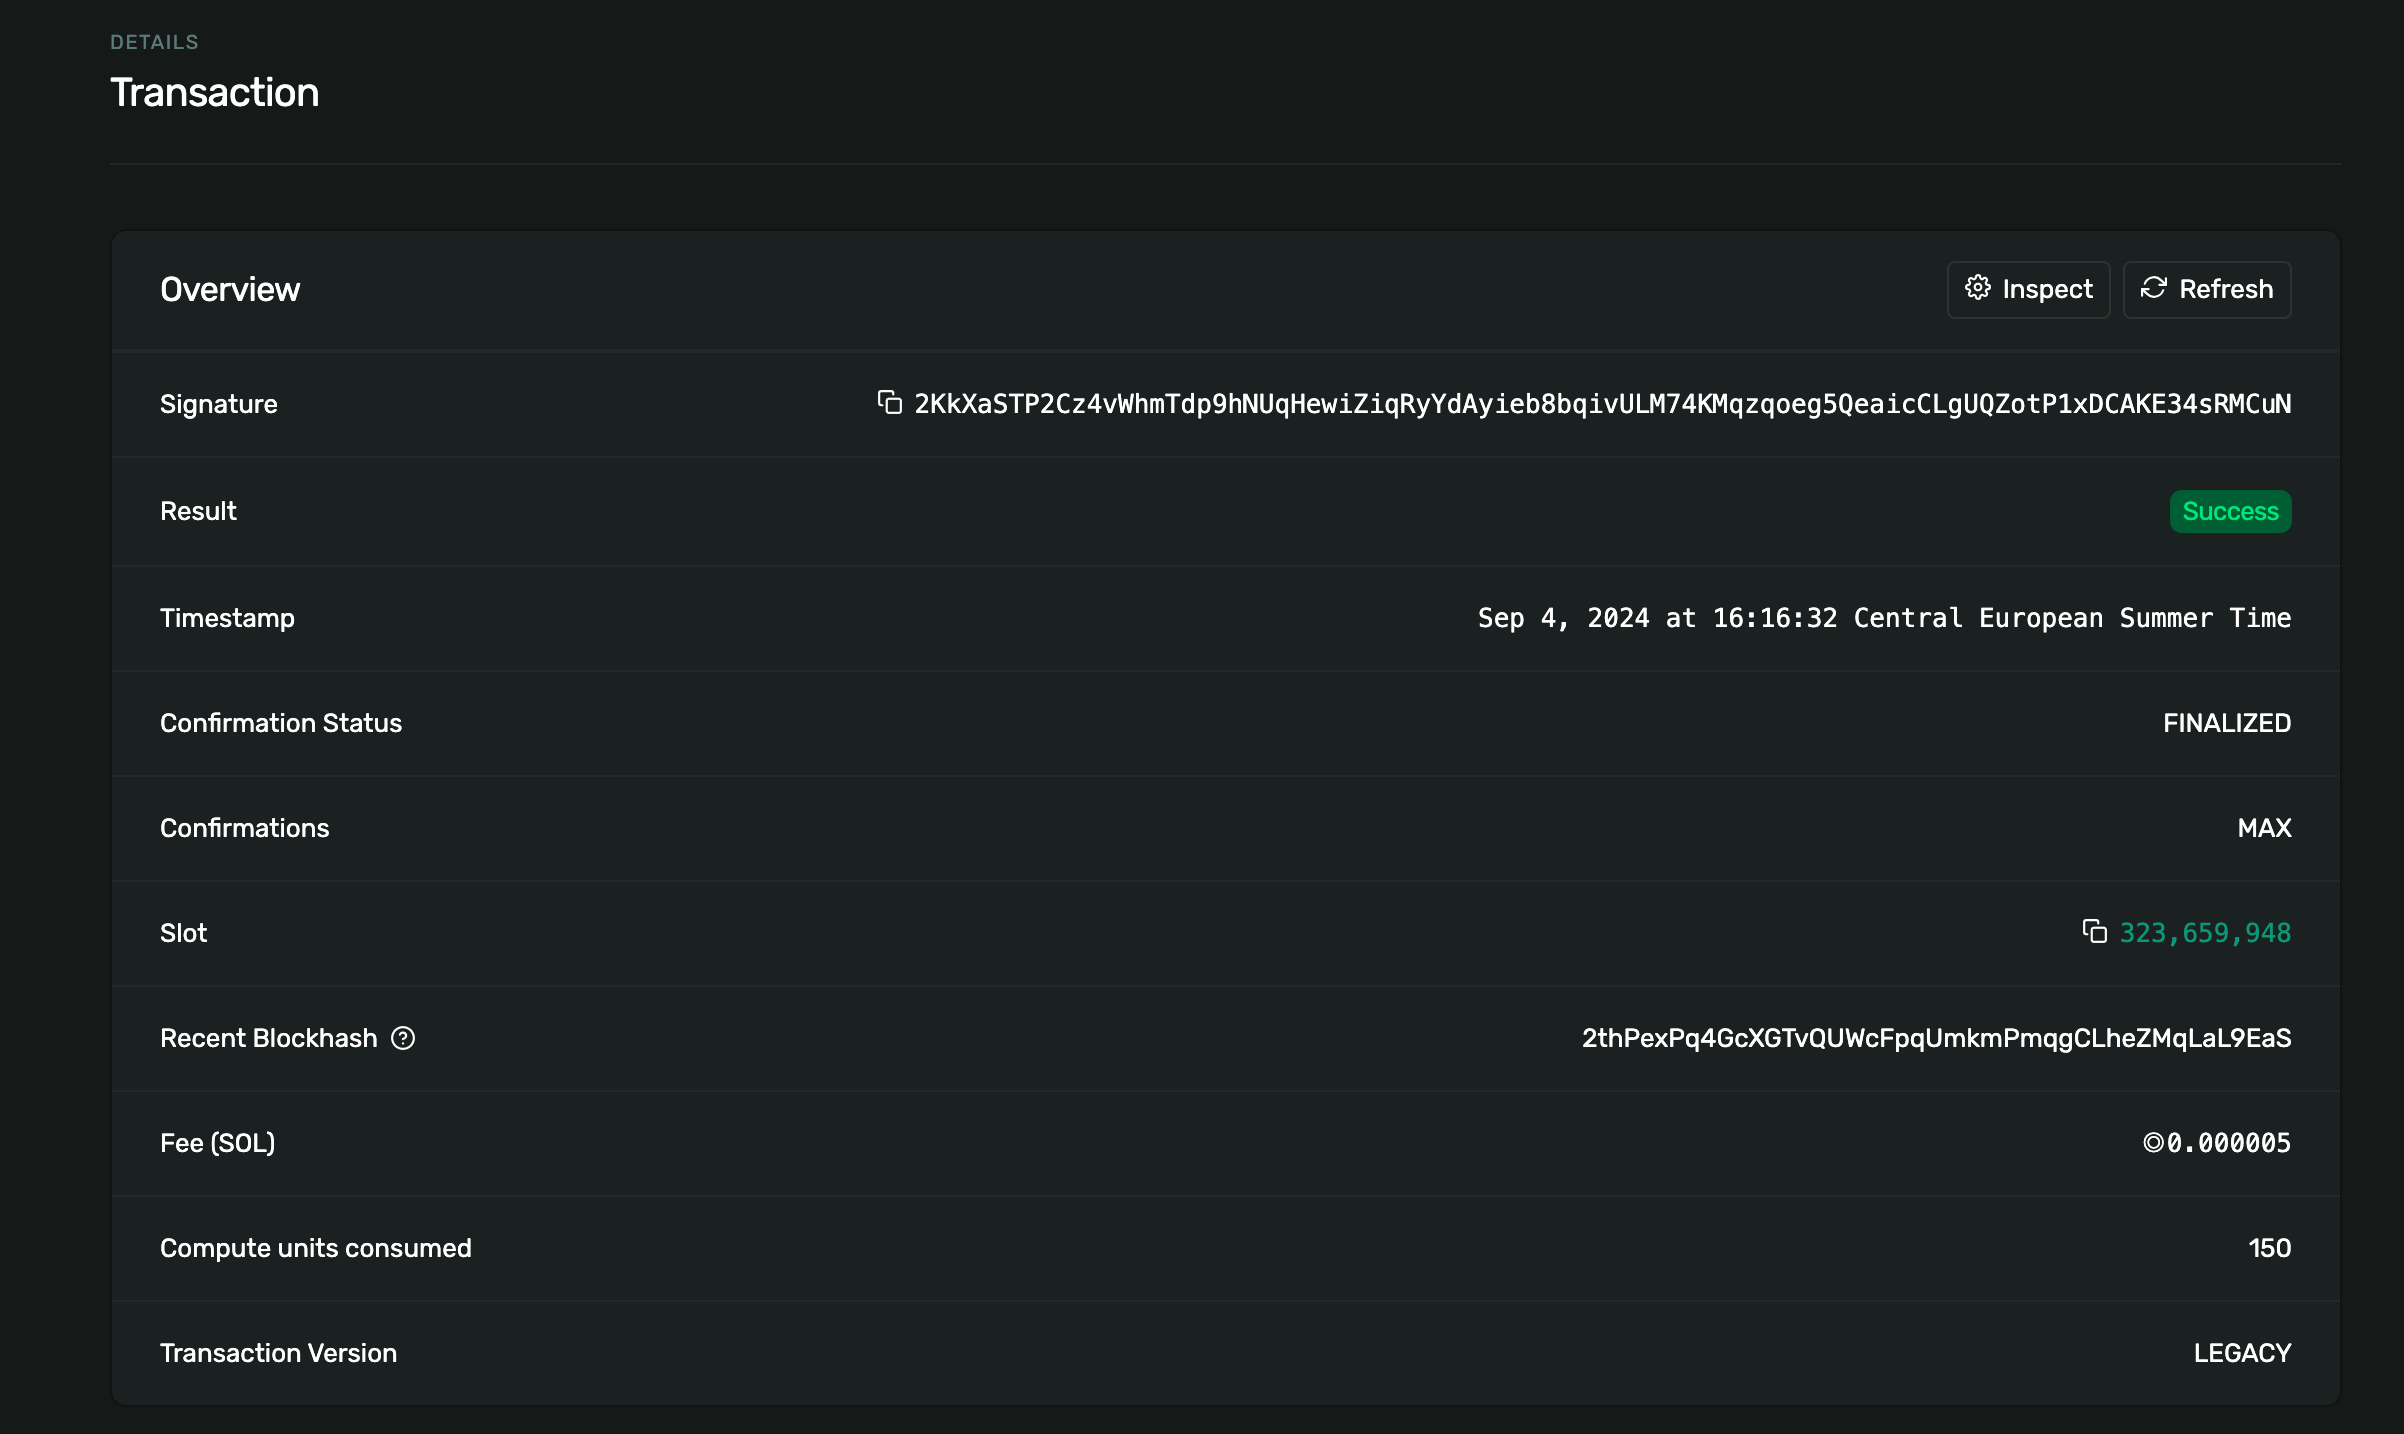 DETAILS
Transaction
Overview
Inspect
Refresh
Signature
2KkXaSTP2Cz4vWhmTdp9hNUqHewiZiqRyYdAyieb8bqivULM74KMqzqoeg5QeaicCLgUQZotP1xDCAKE34sRMCuN
Result
Success
Timestamp
Sep 4, 2024 at 16:16:32 Central European Summer Time
Confirmation Status
FINALIZED
Confirmations
MAX
Slot
323,659,948
Recent Blockhash
2thPexPq4GcXGTvQUWcFpqUmkmPmqgCLheZMqLaL9EaS
Fee (SOL)
◎0.000005
Compute units consumed
150
Transaction Version
LEGACY